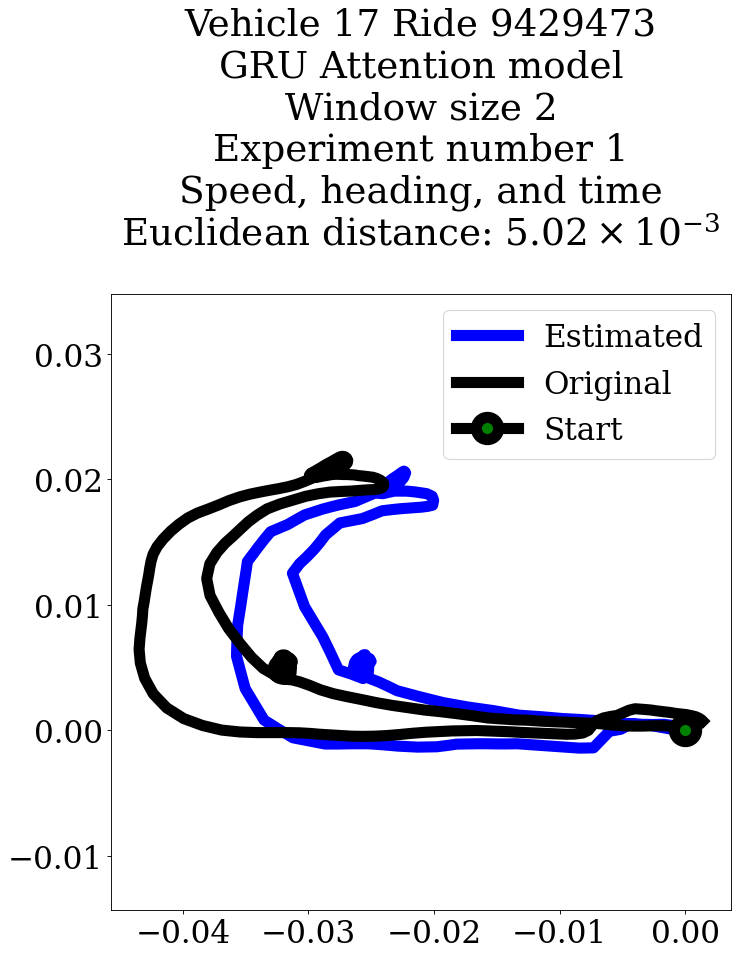 Vehicle 17 Ride 9429473
GRU Attention model
Window size 2
Experiment number 1
Speed, heading, and time
Euclidean distance: 5.02 × 10⁻³
Estimated
Original
Start
0.03
0.02
0.01
0.00
−0.01
−0.04
−0.03
−0.02
−0.01
0.00